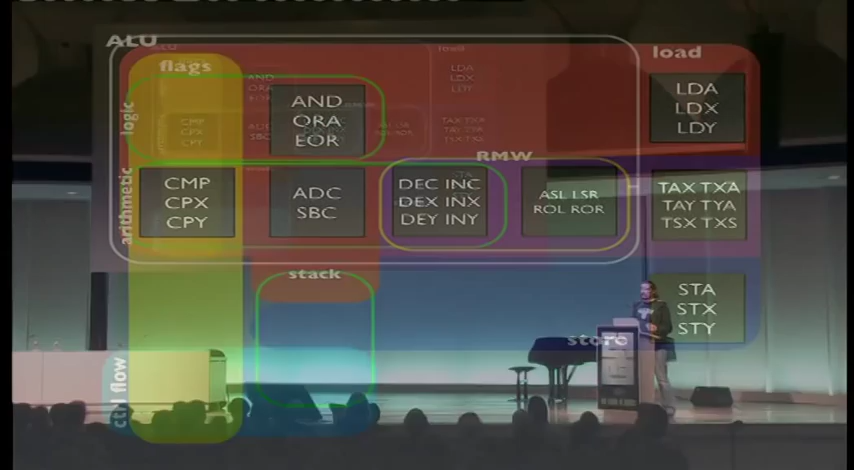 ALU
flags
load
logic
AND
ORA
EOR
LDA
LDX
LDY
RMW
arithmetic
CMP
CPX
CPY
ADC
SBC
DEC INC
DEX INX
DEY INY
ASL LSR
ROL ROR
TAX TXA
TAY TYA
TSX TXS
stack
STA
STX
STY
store
ctrl flow